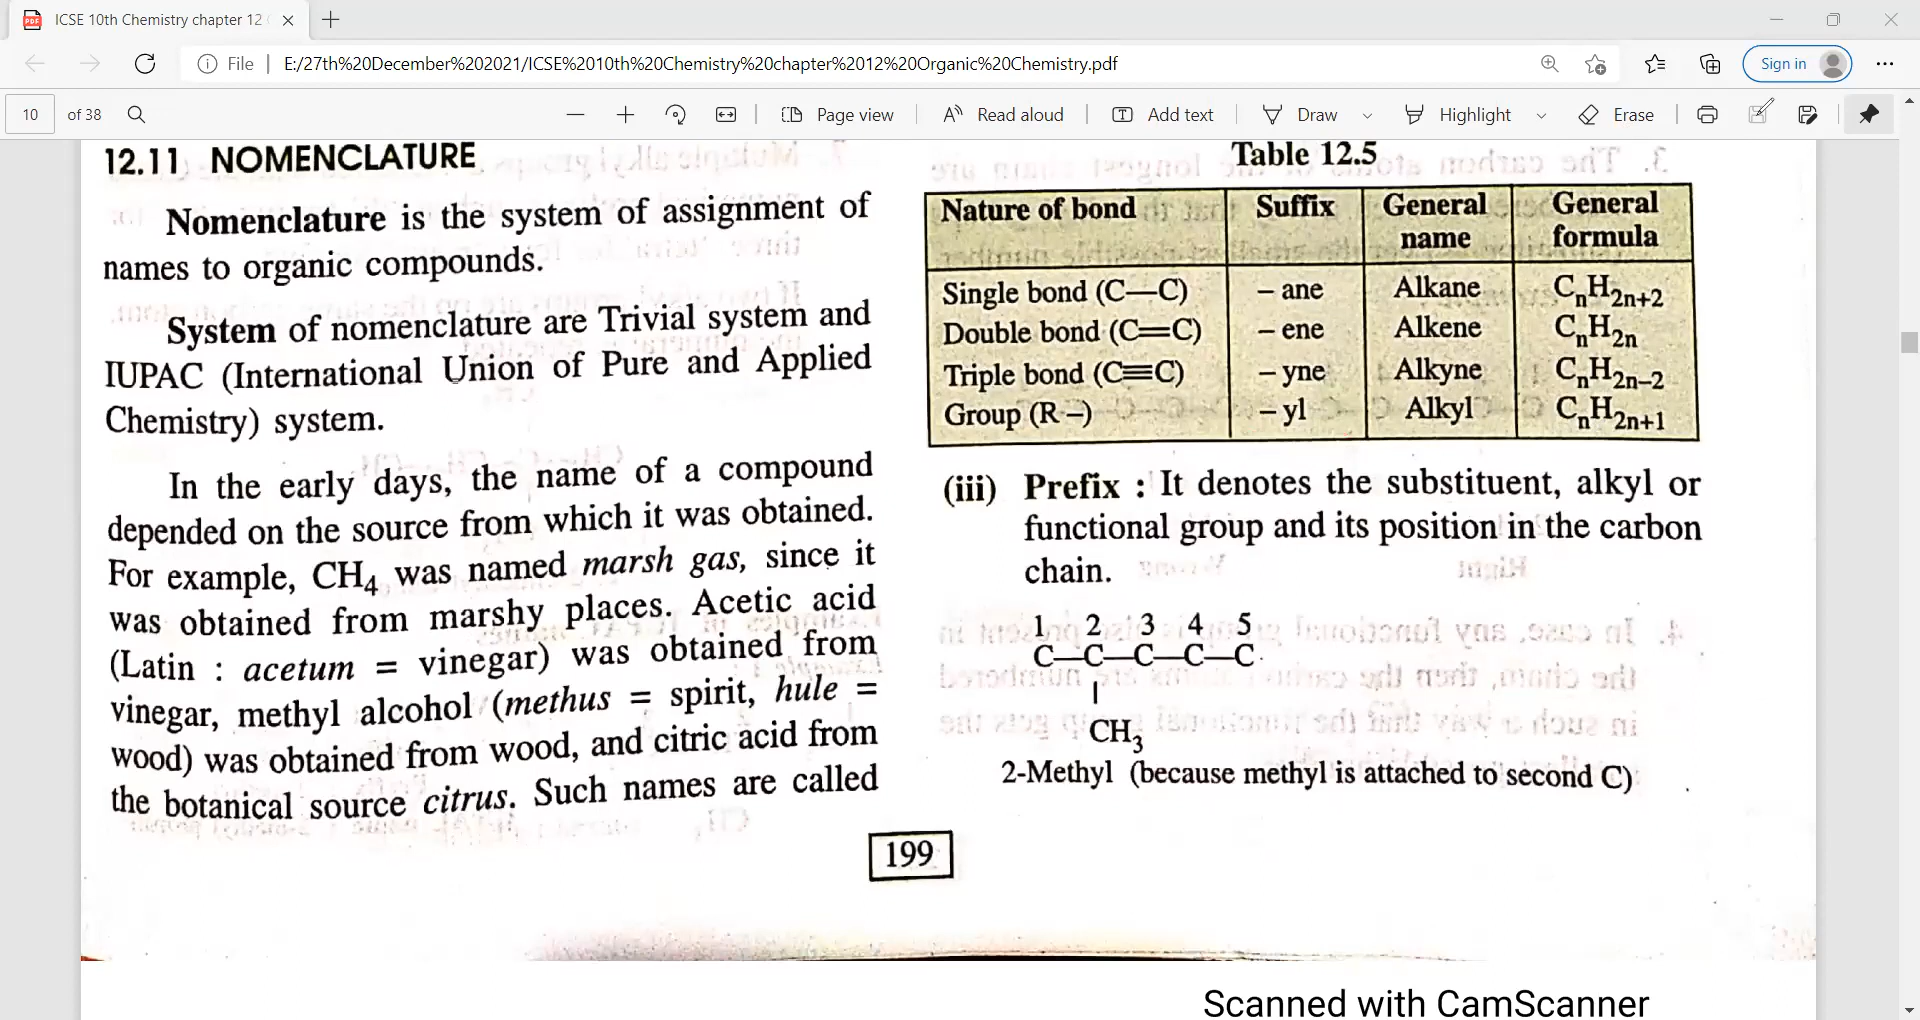 ICSE 10th Chemistry chapter 12
File
E:/27th%20December%202021/ICSE%2010th%20Chemistry%20chapter%2012%20Organic%20Chemistry.pdf
Sign in
10 of 38
Page view
Read aloud
Add text
Draw
Highlight
Erase
12.11 NOMENCLATURE
Nomenclature is the system of assignment of
names to organic compounds.
System of nomenclature are Trivial system and
IUPAC (International Union of Pure and Applied
Chemistry) system.
In the early days, the name of a compound
depended on the source from which it was obtained.
For example, CH₄ was named marsh gas, since it
was obtained from marshy places. Acetic acid
(Latin : acetum = vinegar) was obtained from
vinegar, methyl alcohol (methus = spirit, hule =
wood) was obtained from wood, and citric acid from
the botanical source citrus. Such names are called
Table 12.5
Nature of bond Suffix General name General formula
Single bond (C—C) – ane Alkane CₙH₂ₙ₊₂
Double bond (C=C) – ene Alkene CₙH₂ₙ
Triple bond (C≡C) – yne Alkyne CₙH₂ₙ₋₂
Group (R –) – yl Alkyl CₙH₂ₙ₊₁
(iii) Prefix : It denotes the substituent, alkyl or
functional group and its position in the carbon
chain.
1 2 3 4 5
C—C—C—C—C
|
CH₃
2-Methyl (because methyl is attached to second C)
199
Scanned with CamScanner